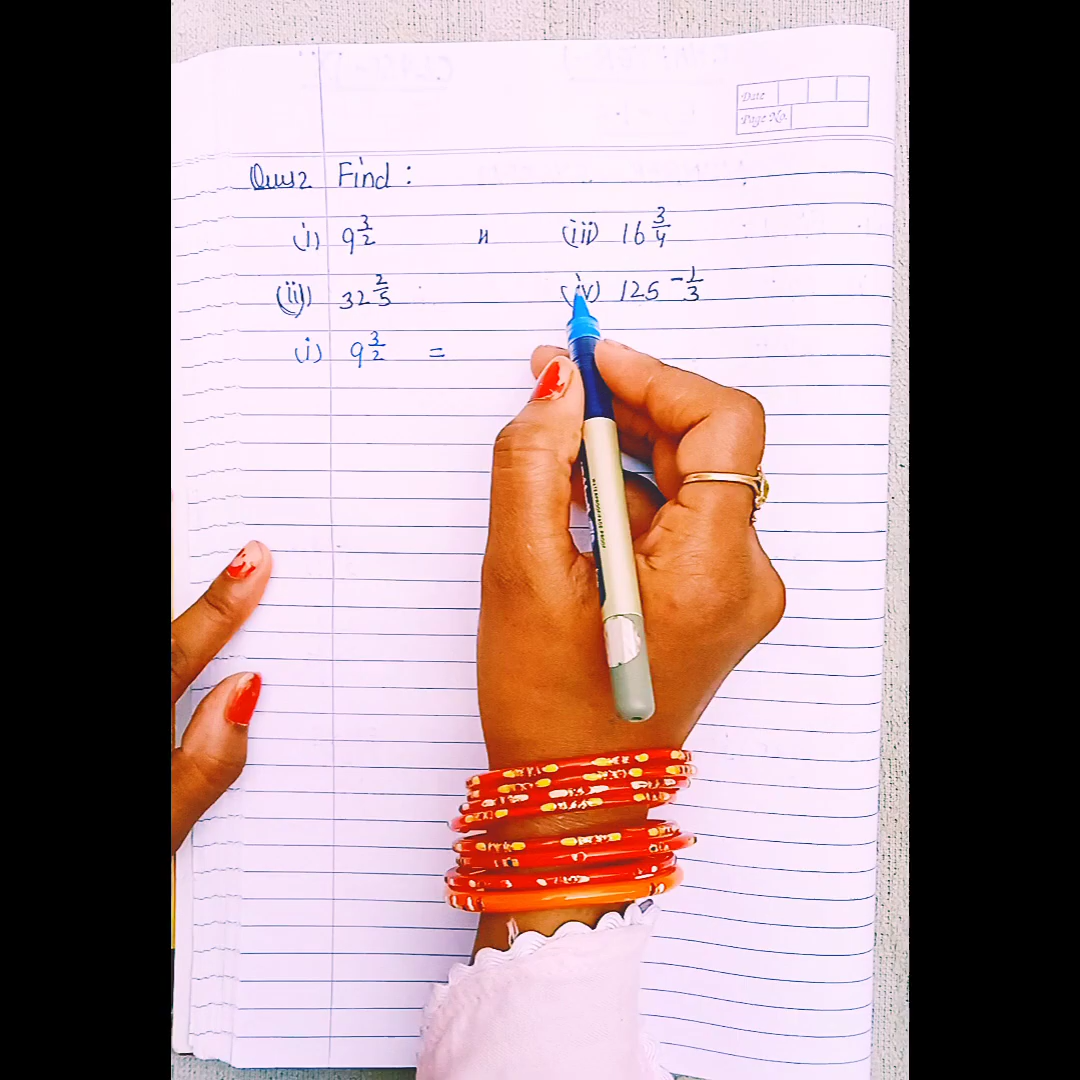 Date
Page No.
Ques2 Find :
(i) 9^3/2 (iii) 16^3/4
(ii) 32^2/5 (iv) 125^-1/3
(i) 9^3/2 =